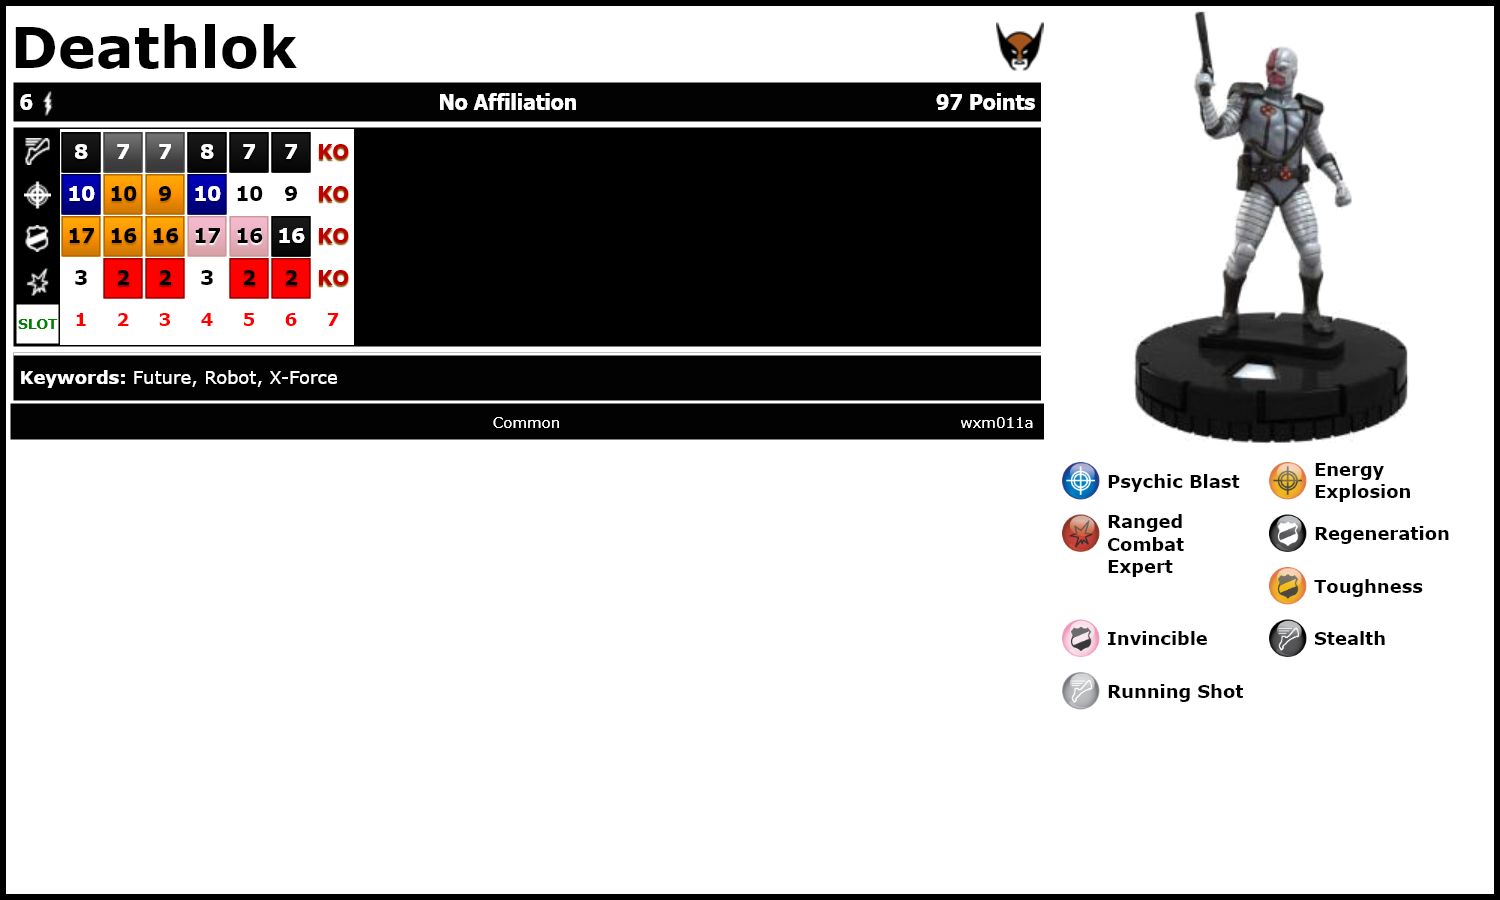 Deathlok
6 No Affiliation 97 Points
8 7 7 8 7 7 KO
10 10 9 10 10 9 KO
17 16 16 17 16 16 KO
3 2 2 3 2 2 KO
SLOT 1 2 3 4 5 6 7
Keywords: Future, Robot, X-Force
Common wxm011a
Psychic Blast
Energy
Explosion
Ranged
Combat
Expert
Regeneration
Toughness
Invincible
Stealth
Running Shot